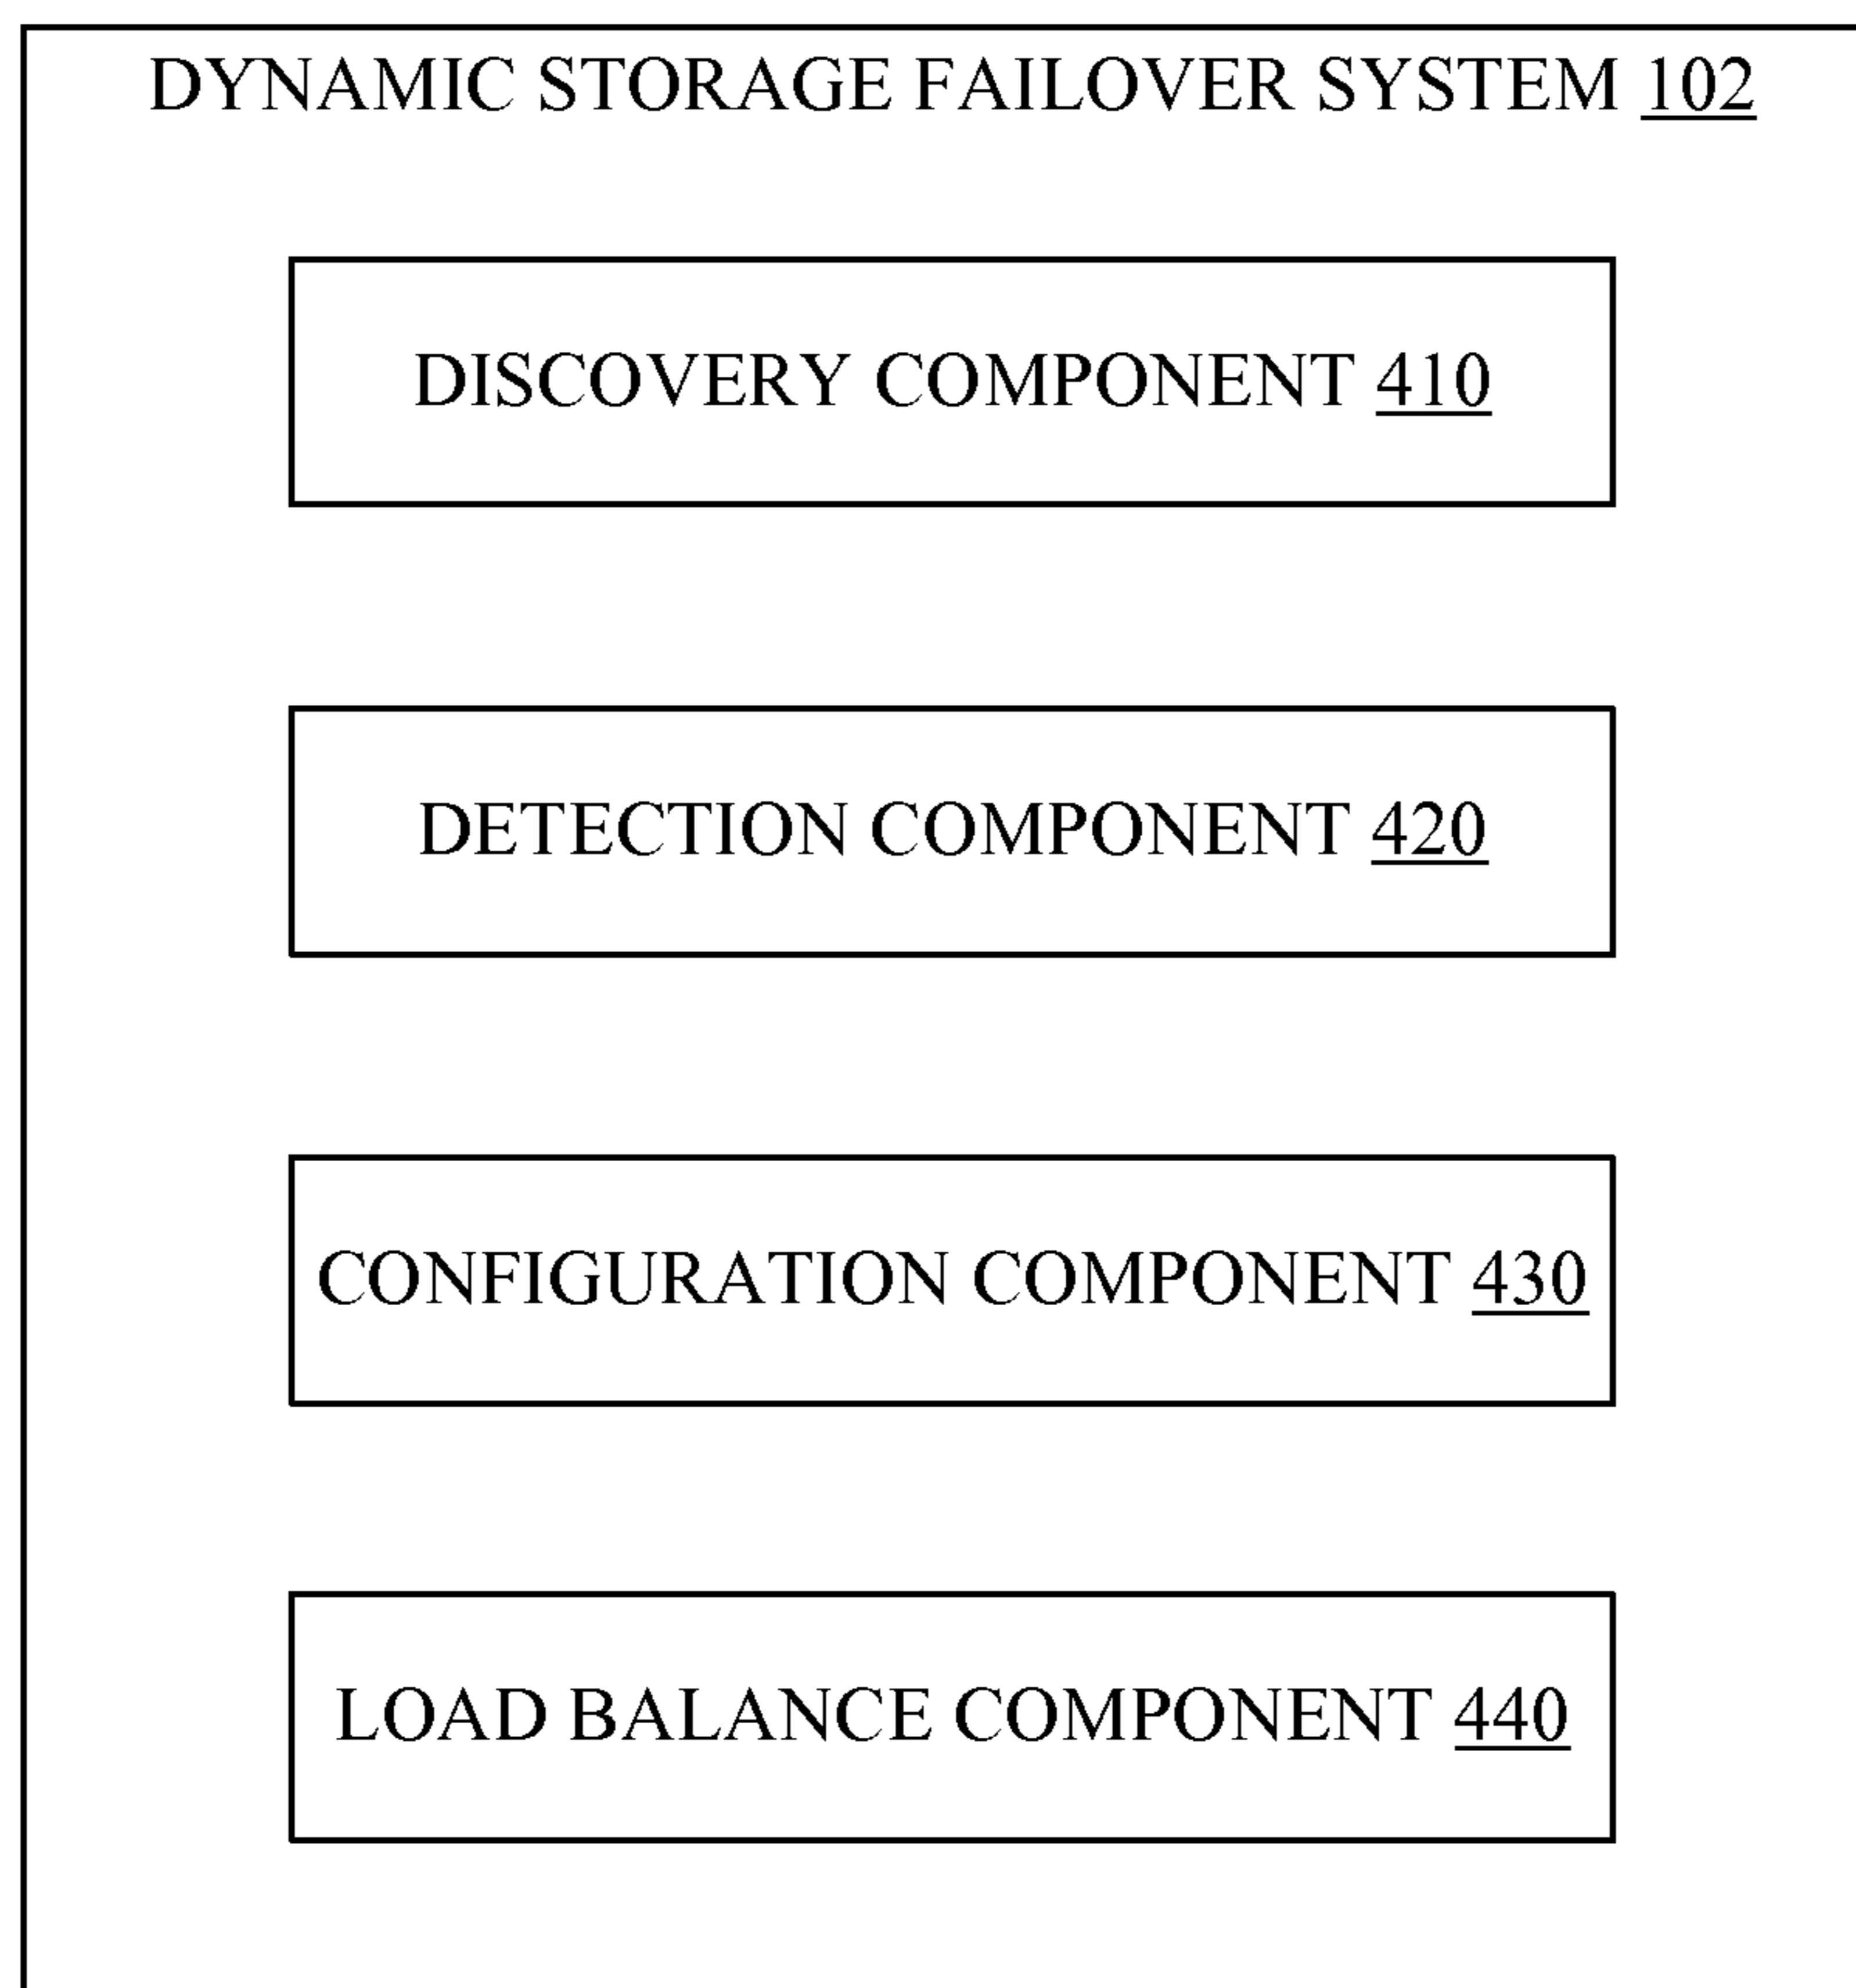 DYNAMIC STORAGE FAILOVER SYSTEM 102
DISCOVERY COMPONENT 410
DETECTION COMPONENT 420
CONFIGURATION COMPONENT 430
LOAD BALANCE COMPONENT 440